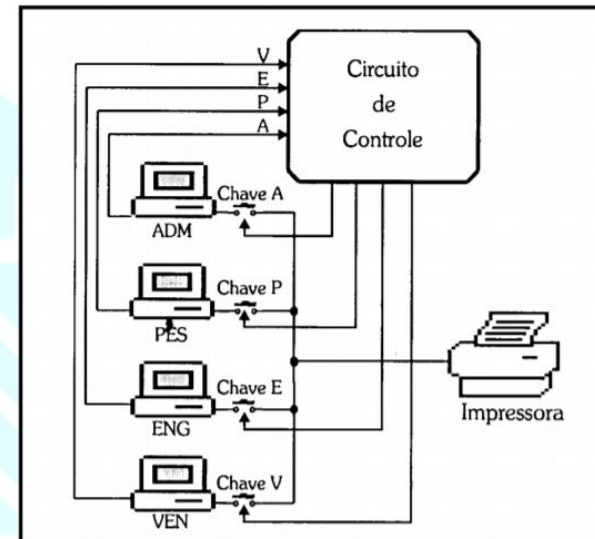 V
E
P
A
Circuito
de
Controle
Chave A
ADM
Chave P
PES
Chave E
ENG
Chave V
VEN
Impressora